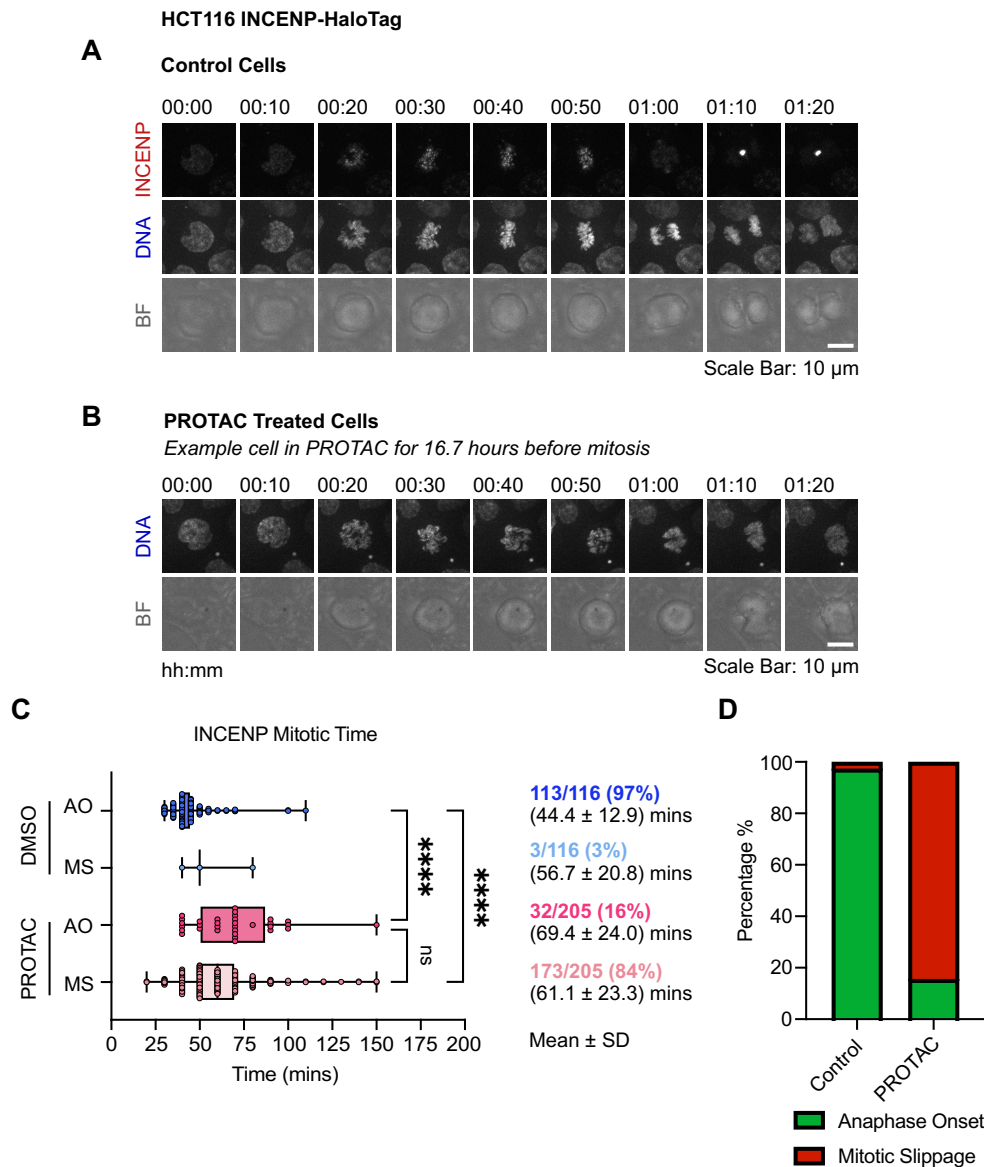 HCT116 INCENP-HaloTag
A
Control Cells
00:00 00:10 00:20 00:30 00:40 00:50 01:00 01:10 01:20
INCENP
DNA
BF
Scale Bar: 10 µm
B
PROTAC Treated Cells
Example cell in PROTAC for 16.7 hours before mitosis
00:00 00:10 00:20 00:30 00:40 00:50 01:00 01:10 01:20
DNA
BF
hh:mm
Scale Bar: 10 µm
C
INCENP Mitotic Time
DMSO
AO
MS
PROTAC
AO
MS
****
ns
****
0 25 50 75 100 125 150 175 200
Time (mins)
113/116 (97%)
(44.4 ± 12.9) mins
3/116 (3%)
(56.7 ± 20.8) mins
32/205 (16%)
(69.4 ± 24.0) mins
173/205 (84%)
(61.1 ± 23.3) mins
Mean ± SD
D
Percentage %
100
80
60
40
20
0
Control
PROTAC
Anaphase Onset
Mitotic Slippage